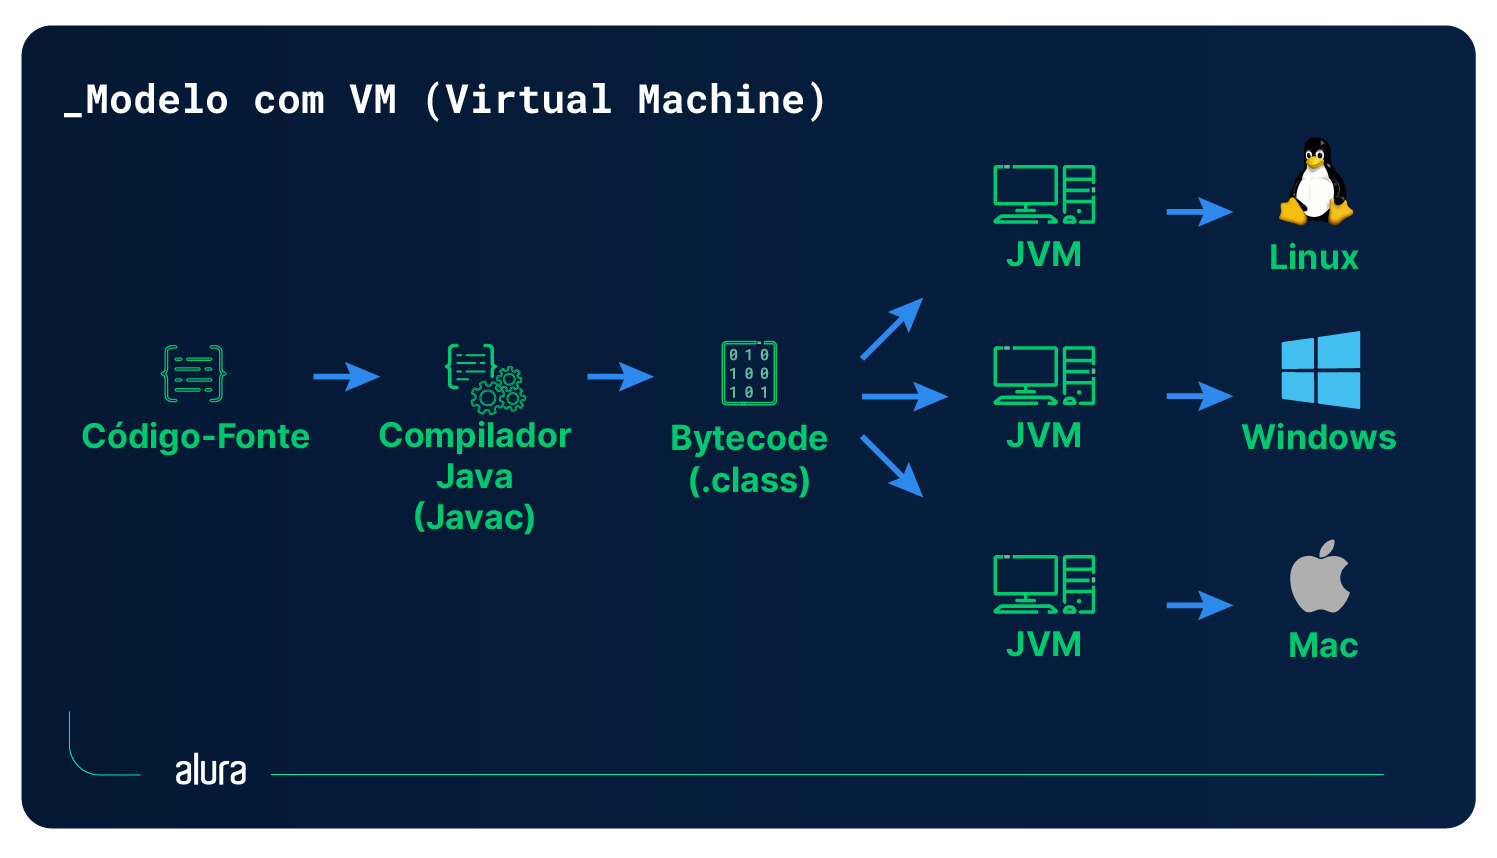 _Modelo com VM (Virtual Machine)
JVM
Linux
Código-Fonte
Compilador
Java
(Javac)
010
100
101
Bytecode
(.class)
JVM
Windows
JVM
Mac
alura